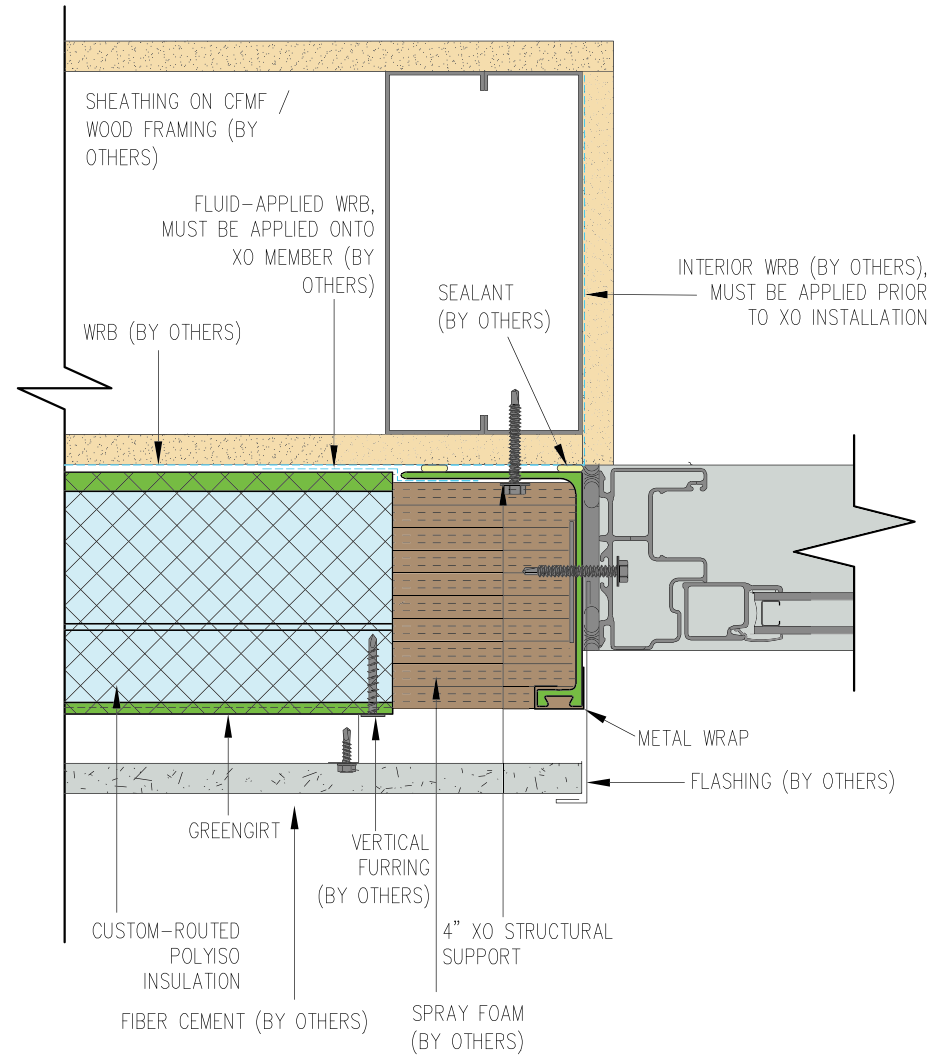 SHEATHING ON CFMF /
WOOD FRAMING (BY
OTHERS)
FLUID-APPLIED WRB,
MUST BE APPLIED ONTO
XO MEMBER (BY
OTHERS)
SEALANT
(BY OTHERS)
INTERIOR WRB (BY OTHERS),
MUST BE APPLIED PRIOR
TO XO INSTALLATION
WRB (BY OTHERS)
METAL WRAP
FLASHING (BY OTHERS)
GREENGIRT
VERTICAL
FURRING
(BY OTHERS)
CUSTOM-ROUTED
POLYISO
INSULATION
4" XO STRUCTURAL
SUPPORT
FIBER CEMENT (BY OTHERS)
SPRAY FOAM
(BY OTHERS)